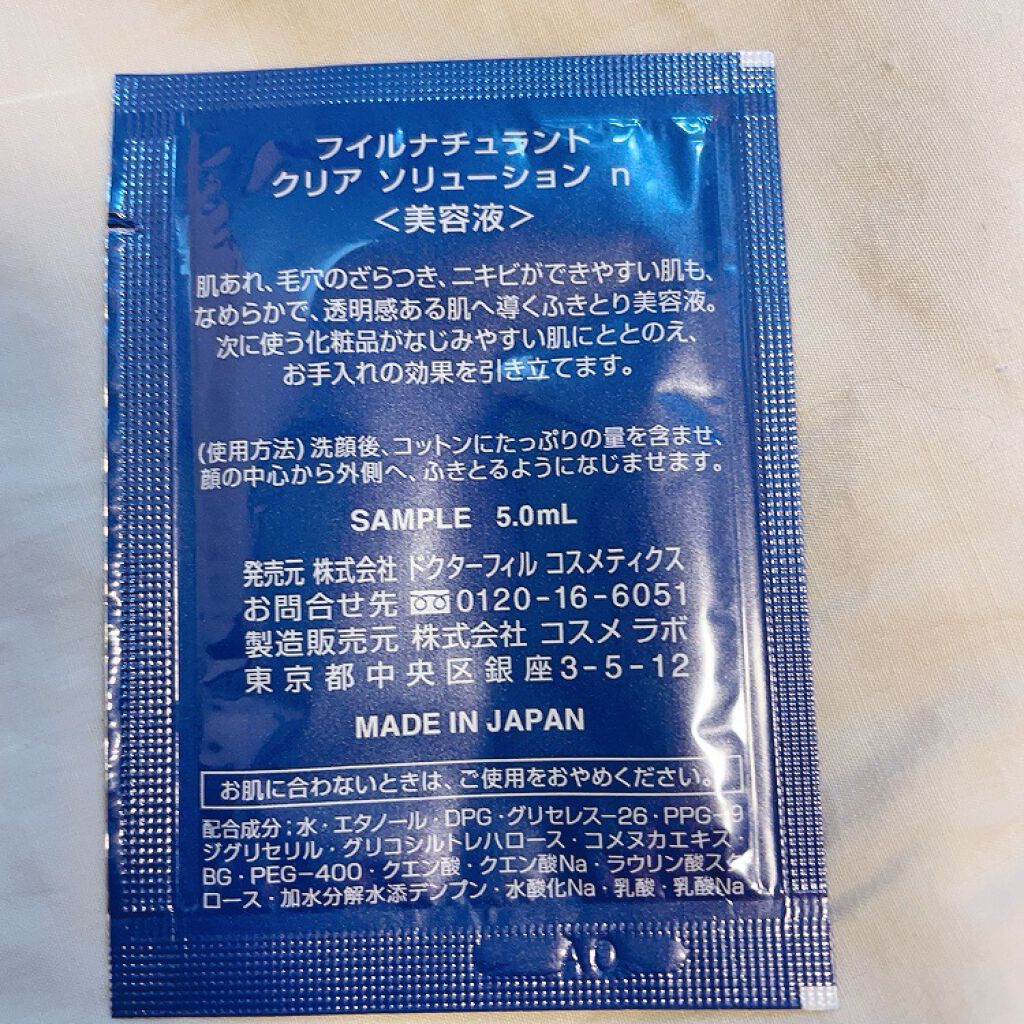 フイルナチュラント
クリア ソリューション n
＜美容液＞
肌あれ、毛穴のざらつき、ニキビができやすい肌も、
なめらかで、透明感ある肌へ導くふきとり美容液。
次に使う化粧品がなじみやすい肌にととのえ、
お手入れの効果を引き立てます。
(使用方法) 洗顔後、コットンにたっぷりの量を含ませ、
顔の中心から外側へ、ふきとるようになじませます。
SAMPLE 5.0mL
発売元 株式会社 ドクターフィル コスメティクス
お問合せ先 0120-16-6051
製造販売元 株式会社 コスメ ラボ
東京都中央区銀座3-5-12
MADE IN JAPAN
お肌に合わないときは、ご使用をおやめください。
配合成分：水・エタノール・DPG・グリセレス-26・PPG-9
ジグリセリル・グリコシルトレハロース・コメヌカエキス・
BG・PEG-400・クエン酸・クエン酸Na・ラウリン酸スク
ロース・加水分解水添デンプン・水酸化Na・乳酸・乳酸Na
AO